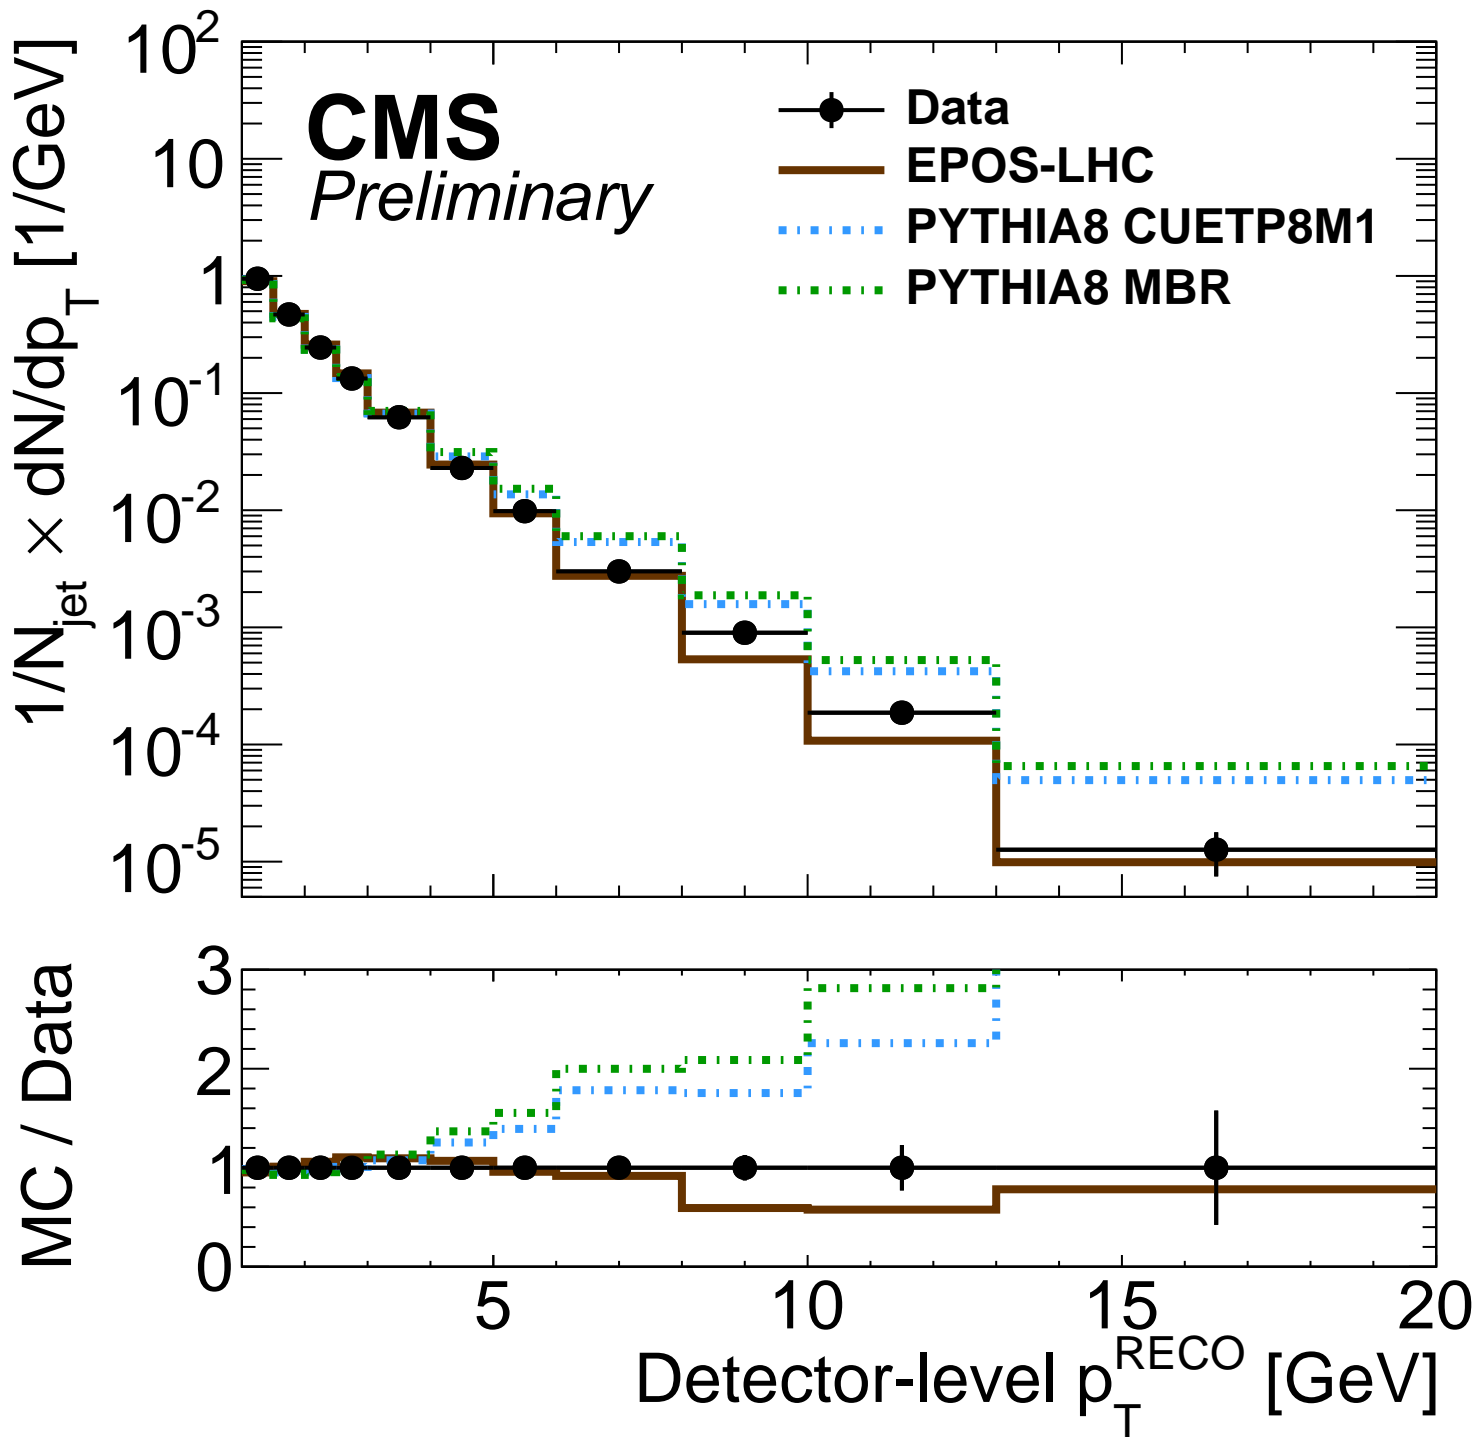 CMS
Preliminary
Data
EPOS-LHC
PYTHIA8 CUETP8M1
PYTHIA8 MBR
1/N_jet × dN/dp_T [1/GeV]
10^2
10
1
10^-1
10^-2
10^-3
10^-4
10^-5
MC / Data
3
2
1
0
5 10 15 20
Detector-level p_T^RECO [GeV]